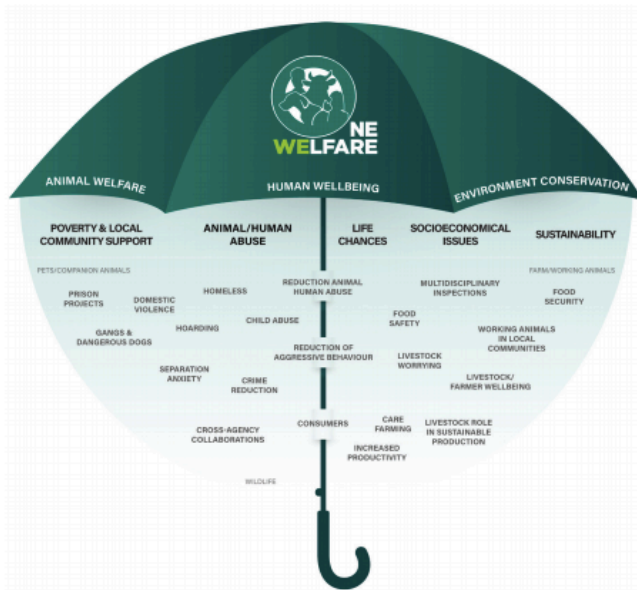 NE
WELFARE
ANIMAL WELFARE
HUMAN WELLBEING
ENVIRONMENT CONSERVATION
POVERTY & LOCAL
COMMUNITY SUPPORT
ANIMAL/HUMAN
ABUSE
LIFE
CHANCES
SOCIOECONOMICAL
ISSUES
SUSTAINABILITY
PETS/COMPANION ANIMALS
FARM/WORKING ANIMALS
PRISON
PROJECTS
DOMESTIC
VIOLENCE
HOMELESS
REDUCTION ANIMAL
HUMAN ABUSE
MULTIDISCIPLINARY
INSPECTIONS
FOOD
SECURITY
GANGS &
DANGEROUS DOGS
HOARDING
CHILD ABUSE
FOOD
SAFETY
WORKING ANIMALS
IN LOCAL
COMMUNITIES
REDUCTION OF
AGGRESSIVE BEHAVIOUR
SEPARATION
ANXIETY
CRIME
REDUCTION
LIVESTOCK
WORRYING
LIVESTOCK/
FARMER WELLBEING
CROSS-AGENCY
COLLABORATIONS
CONSUMERS
CARE
FARMING
LIVESTOCK ROLE
IN SUSTAINABLE
PRODUCTION
INCREASED
PRODUCTIVITY
WILDLIFE